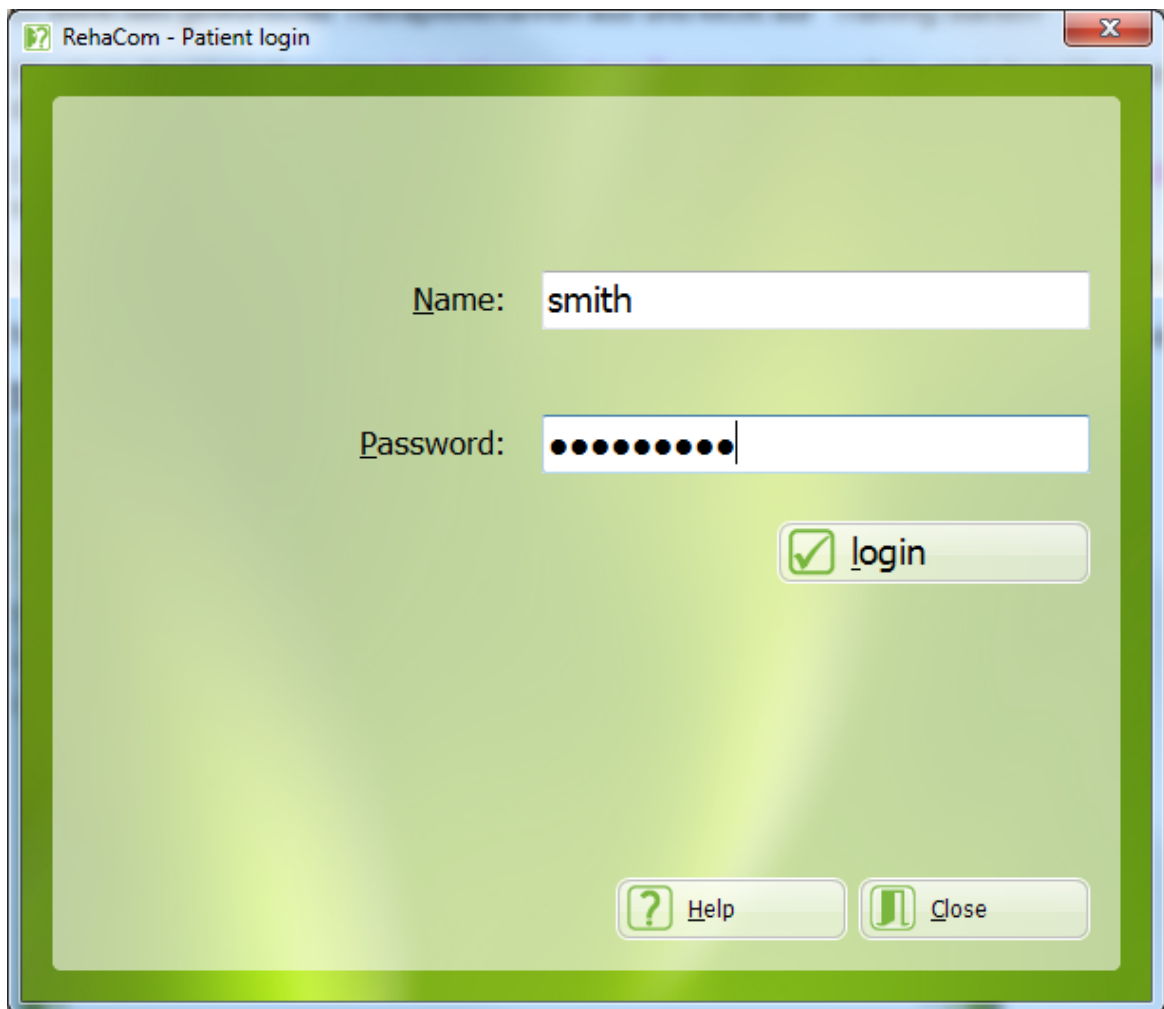 RehaCom - Patient login
Name: smith
Password: ●●●●●●●●●
login
Help Close